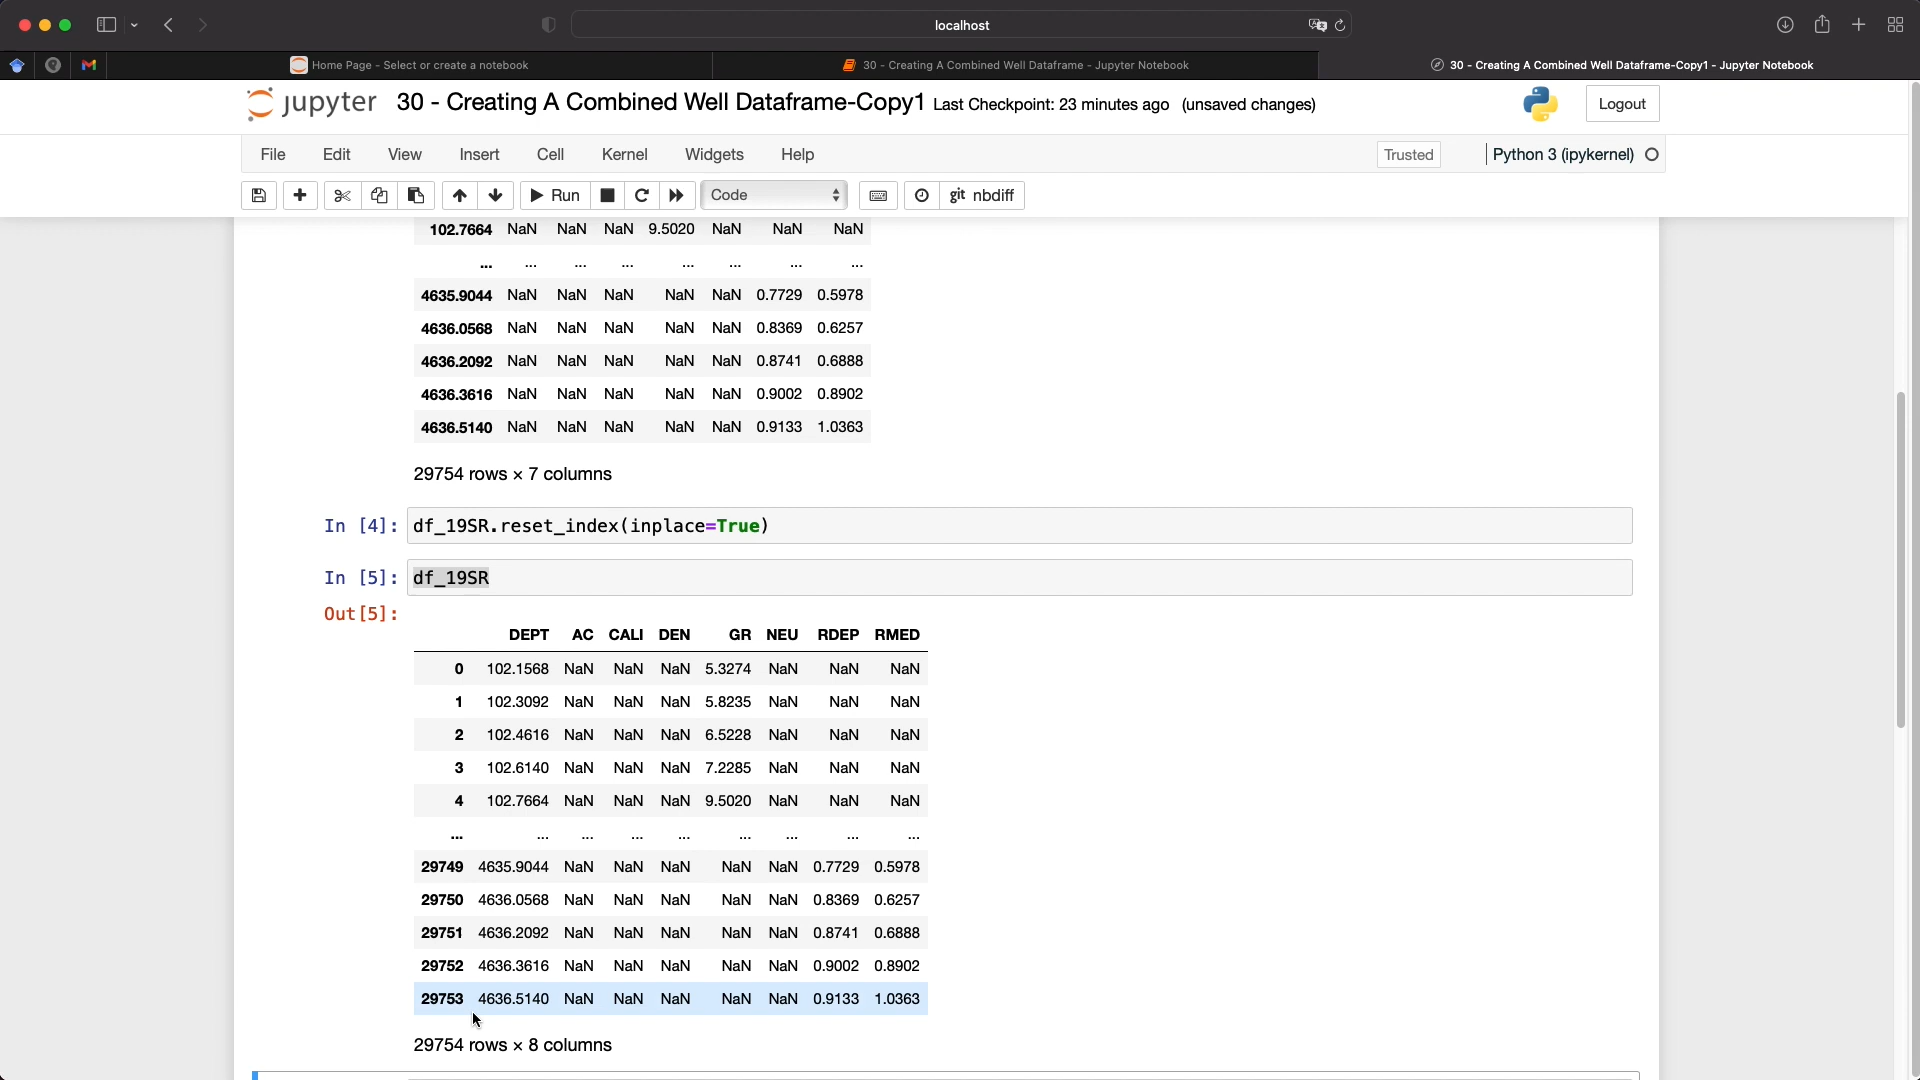 localhost
Home Page - Select or create a notebook
30 - Creating A Combined Well Dataframe - Jupyter Notebook
30 - Creating A Combined Well Dataframe-Copy1 - Jupyter Notebook
jupyter 30 - Creating A Combined Well Dataframe-Copy1 Last Checkpoint: 23 minutes ago (unsaved changes) Logout
File Edit View Insert Cell Kernel Widgets Help Trusted Python 3 (ipykernel)
Run Code git nbdiff
102.7664 NaN NaN NaN 9.5020 NaN NaN NaN
... ... ... ... ... ... ... ...
4635.9044 NaN NaN NaN NaN NaN 0.7729 0.5978
4636.0568 NaN NaN NaN NaN NaN 0.8369 0.6257
4636.2092 NaN NaN NaN NaN NaN 0.8741 0.6888
4636.3616 NaN NaN NaN NaN NaN 0.9002 0.8902
4636.5140 NaN NaN NaN NaN NaN 0.9133 1.0363
29754 rows × 7 columns
In [4]: df_19SR.reset_index(inplace=True)
In [5]: df_19SR
Out[5]:
DEPT AC CALI DEN GR NEU RDEP RMED
0 102.1568 NaN NaN NaN 5.3274 NaN NaN NaN
1 102.3092 NaN NaN NaN 5.8235 NaN NaN NaN
2 102.4616 NaN NaN NaN 6.5228 NaN NaN NaN
3 102.6140 NaN NaN NaN 7.2285 NaN NaN NaN
4 102.7664 NaN NaN NaN 9.5020 NaN NaN NaN
... ... ... ... ... ... ... ... ...
29749 4635.9044 NaN NaN NaN NaN NaN 0.7729 0.5978
29750 4636.0568 NaN NaN NaN NaN NaN 0.8369 0.6257
29751 4636.2092 NaN NaN NaN NaN NaN 0.8741 0.6888
29752 4636.3616 NaN NaN NaN NaN NaN 0.9002 0.8902
29753 4636.5140 NaN NaN NaN NaN NaN 0.9133 1.0363
29754 rows × 8 columns